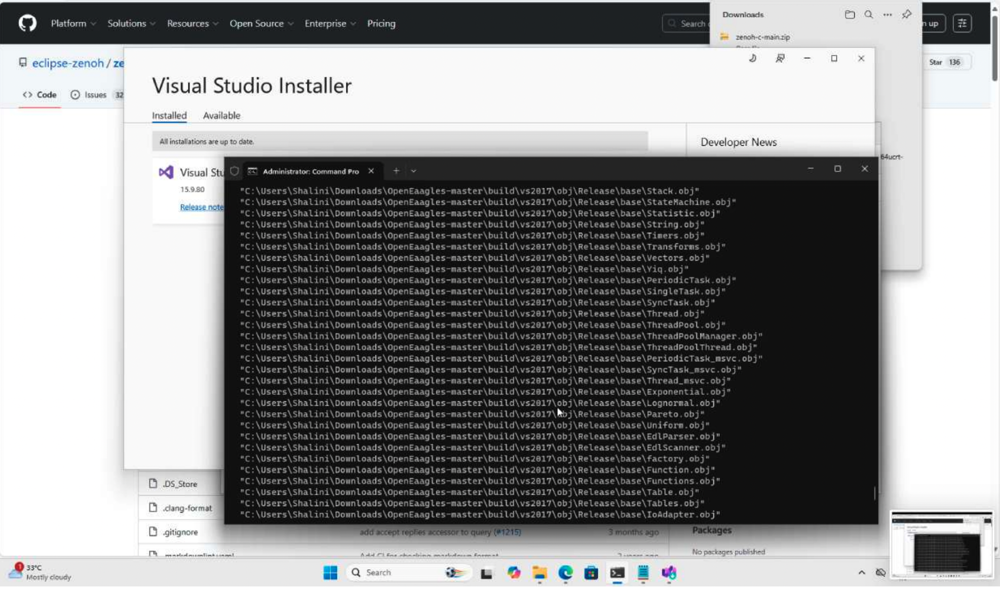 Platform
Solutions
Resources
Open Source
Enterprise
Pricing
Search
n up
Downloads
zenoh-c-main.zip
eclipse-zenoh / ze
Star 136
<> Code
Issues 32
Visual Studio Installer
Installed
Available
All installations are up to date.
Developer News
64ucrt-
Visual Stu
15.9.80
Release note
Administrator: Command Pro
"C:\Users\Shalini\Downloads\OpenEaagles-master\build\vs2017\obj\Release\base\Stack.obj"
"C:\Users\Shalini\Downloads\OpenEaagles-master\build\vs2017\obj\Release\base\StateMachine.obj"
"C:\Users\Shalini\Downloads\OpenEaagles-master\build\vs2017\obj\Release\base\Statistic.obj"
"C:\Users\Shalini\Downloads\OpenEaagles-master\build\vs2017\obj\Release\base\String.obj"
"C:\Users\Shalini\Downloads\OpenEaagles-master\build\vs2017\obj\Release\base\Timers.obj"
"C:\Users\Shalini\Downloads\OpenEaagles-master\build\vs2017\obj\Release\base\Transforms.obj"
"C:\Users\Shalini\Downloads\OpenEaagles-master\build\vs2017\obj\Release\base\Vectors.obj"
"C:\Users\Shalini\Downloads\OpenEaagles-master\build\vs2017\obj\Release\base\Yiq.obj"
"C:\Users\Shalini\Downloads\OpenEaagles-master\build\vs2017\obj\Release\base\PeriodicTask.obj"
"C:\Users\Shalini\Downloads\OpenEaagles-master\build\vs2017\obj\Release\base\SingleTask.obj"
"C:\Users\Shalini\Downloads\OpenEaagles-master\build\vs2017\obj\Release\base\SyncTask.obj"
"C:\Users\Shalini\Downloads\OpenEaagles-master\build\vs2017\obj\Release\base\Thread.obj"
"C:\Users\Shalini\Downloads\OpenEaagles-master\build\vs2017\obj\Release\base\ThreadPool.obj"
"C:\Users\Shalini\Downloads\OpenEaagles-master\build\vs2017\obj\Release\base\ThreadPoolManager.obj"
"C:\Users\Shalini\Downloads\OpenEaagles-master\build\vs2017\obj\Release\base\ThreadPoolThread.obj"
"C:\Users\Shalini\Downloads\OpenEaagles-master\build\vs2017\obj\Release\base\PeriodicTask_msvc.obj"
"C:\Users\Shalini\Downloads\OpenEaagles-master\build\vs2017\obj\Release\base\SyncTask_msvc.obj"
"C:\Users\Shalini\Downloads\OpenEaagles-master\build\vs2017\obj\Release\base\Thread_msvc.obj"
"C:\Users\Shalini\Downloads\OpenEaagles-master\build\vs2017\obj\Release\base\Exponential.obj"
"C:\Users\Shalini\Downloads\OpenEaagles-master\build\vs2017\obj\Release\base\Lognormal.obj"
"C:\Users\Shalini\Downloads\OpenEaagles-master\build\vs2017\obj\Release\base\Pareto.obj"
"C:\Users\Shalini\Downloads\OpenEaagles-master\build\vs2017\obj\Release\base\Uniform.obj"
"C:\Users\Shalini\Downloads\OpenEaagles-master\build\vs2017\obj\Release\base\EdlParser.obj"
"C:\Users\Shalini\Downloads\OpenEaagles-master\build\vs2017\obj\Release\base\EdlScanner.obj"
"C:\Users\Shalini\Downloads\OpenEaagles-master\build\vs2017\obj\Release\base\factory.obj"
"C:\Users\Shalini\Downloads\OpenEaagles-master\build\vs2017\obj\Release\base\Function.obj"
"C:\Users\Shalini\Downloads\OpenEaagles-master\build\vs2017\obj\Release\base\Functions.obj"
"C:\Users\Shalini\Downloads\OpenEaagles-master\build\vs2017\obj\Release\base\Table.obj"
"C:\Users\Shalini\Downloads\OpenEaagles-master\build\vs2017\obj\Release\base\Tables.obj"
"C:\Users\Shalini\Downloads\OpenEaagles-master\build\vs2017\obj\Release\base\IoAdapter.obj"
.DS_Store
.clang-format
.gitignore
add accept replies accessor to query (#1215)
3 months ago
Packages
No packages published
1
33°C
Mostly cloudy
Search